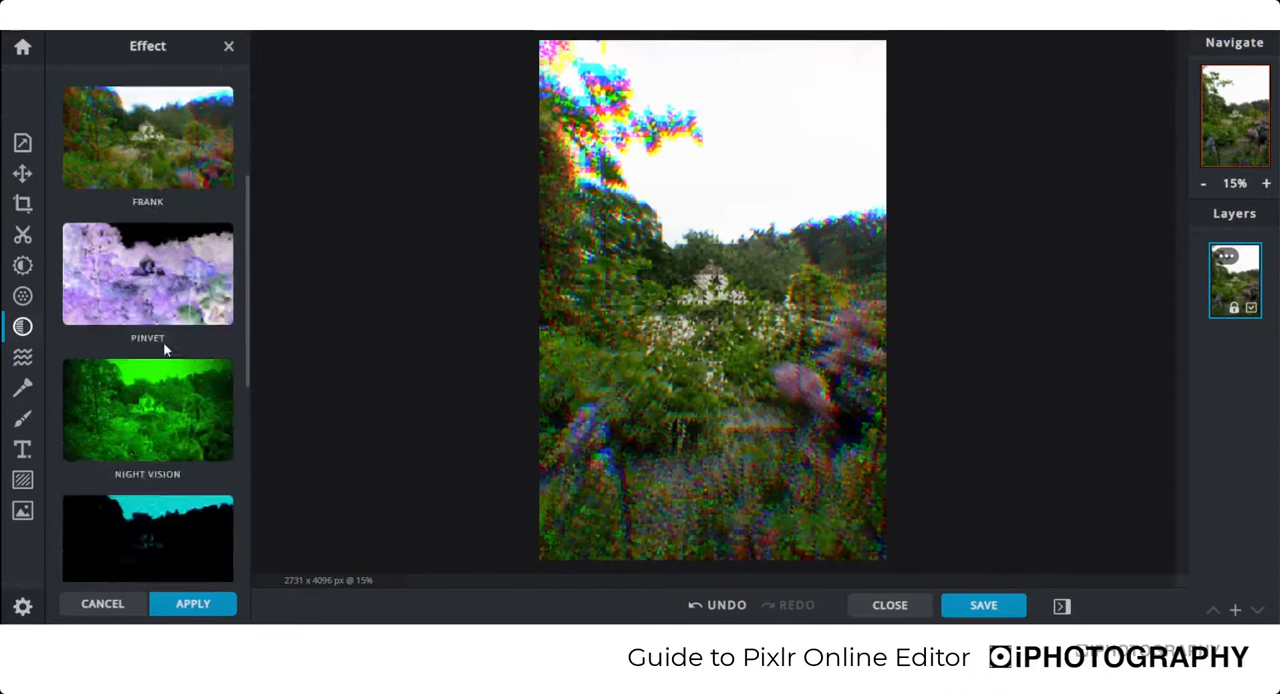 Effect
FRANK
PINVET
NIGHT VISION
CANCEL
APPLY
2731 x 4096 px @ 15%
UNDO
REDO
CLOSE
SAVE
Navigate
- 15% +
Layers
Guide to Pixlr Online Editor
iPHOTOGRAPHY